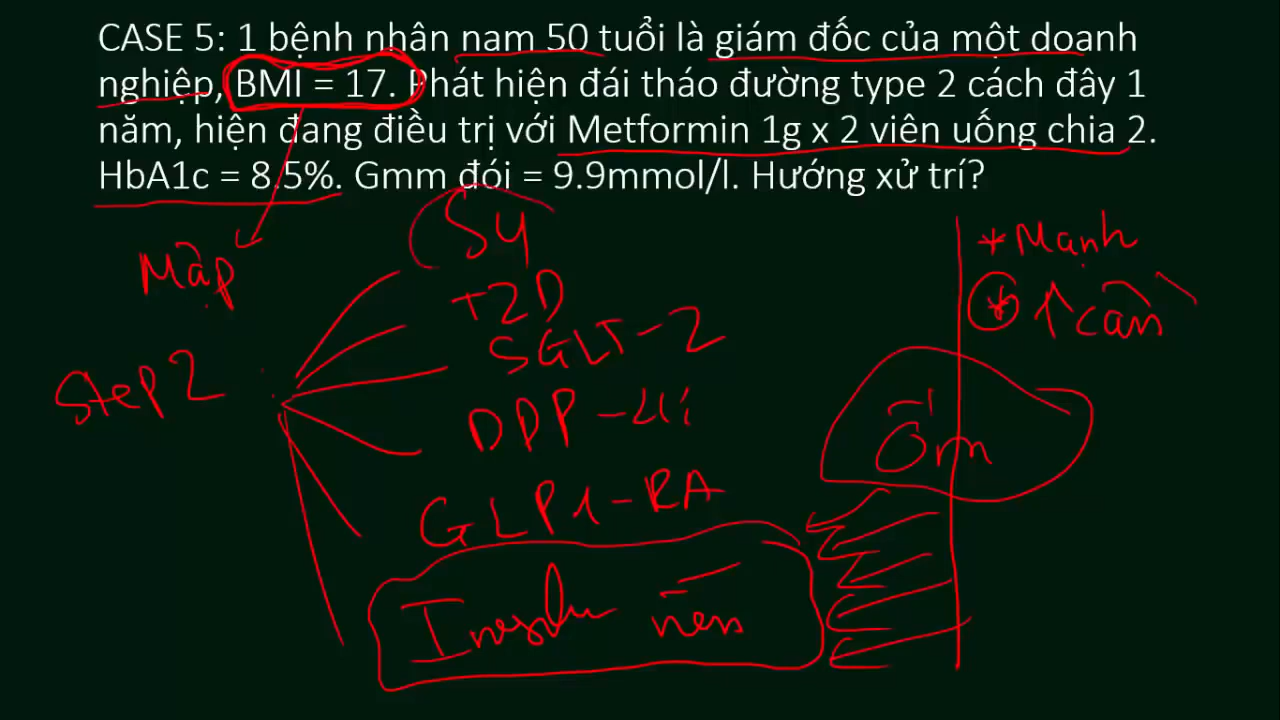 CASE 5: 1 bệnh nhân nam 50 tuổi là giám đốc của một doanh
nghiệp, BMI = 17. Phát hiện đái tháo đường type 2 cách đây 1
năm, hiện đang điều trị với Metformin 1g x 2 viên uống chia 2.
HbA1c = 8.5%. Gmm đói = 9.9mmol/l. Hướng xử trí?
Mập
Step 2
SU
TZD
SGLT-2
DPP-4i
GLP1-RA
Insulin nền
* Mạnh
* ↑ cân
Ốm